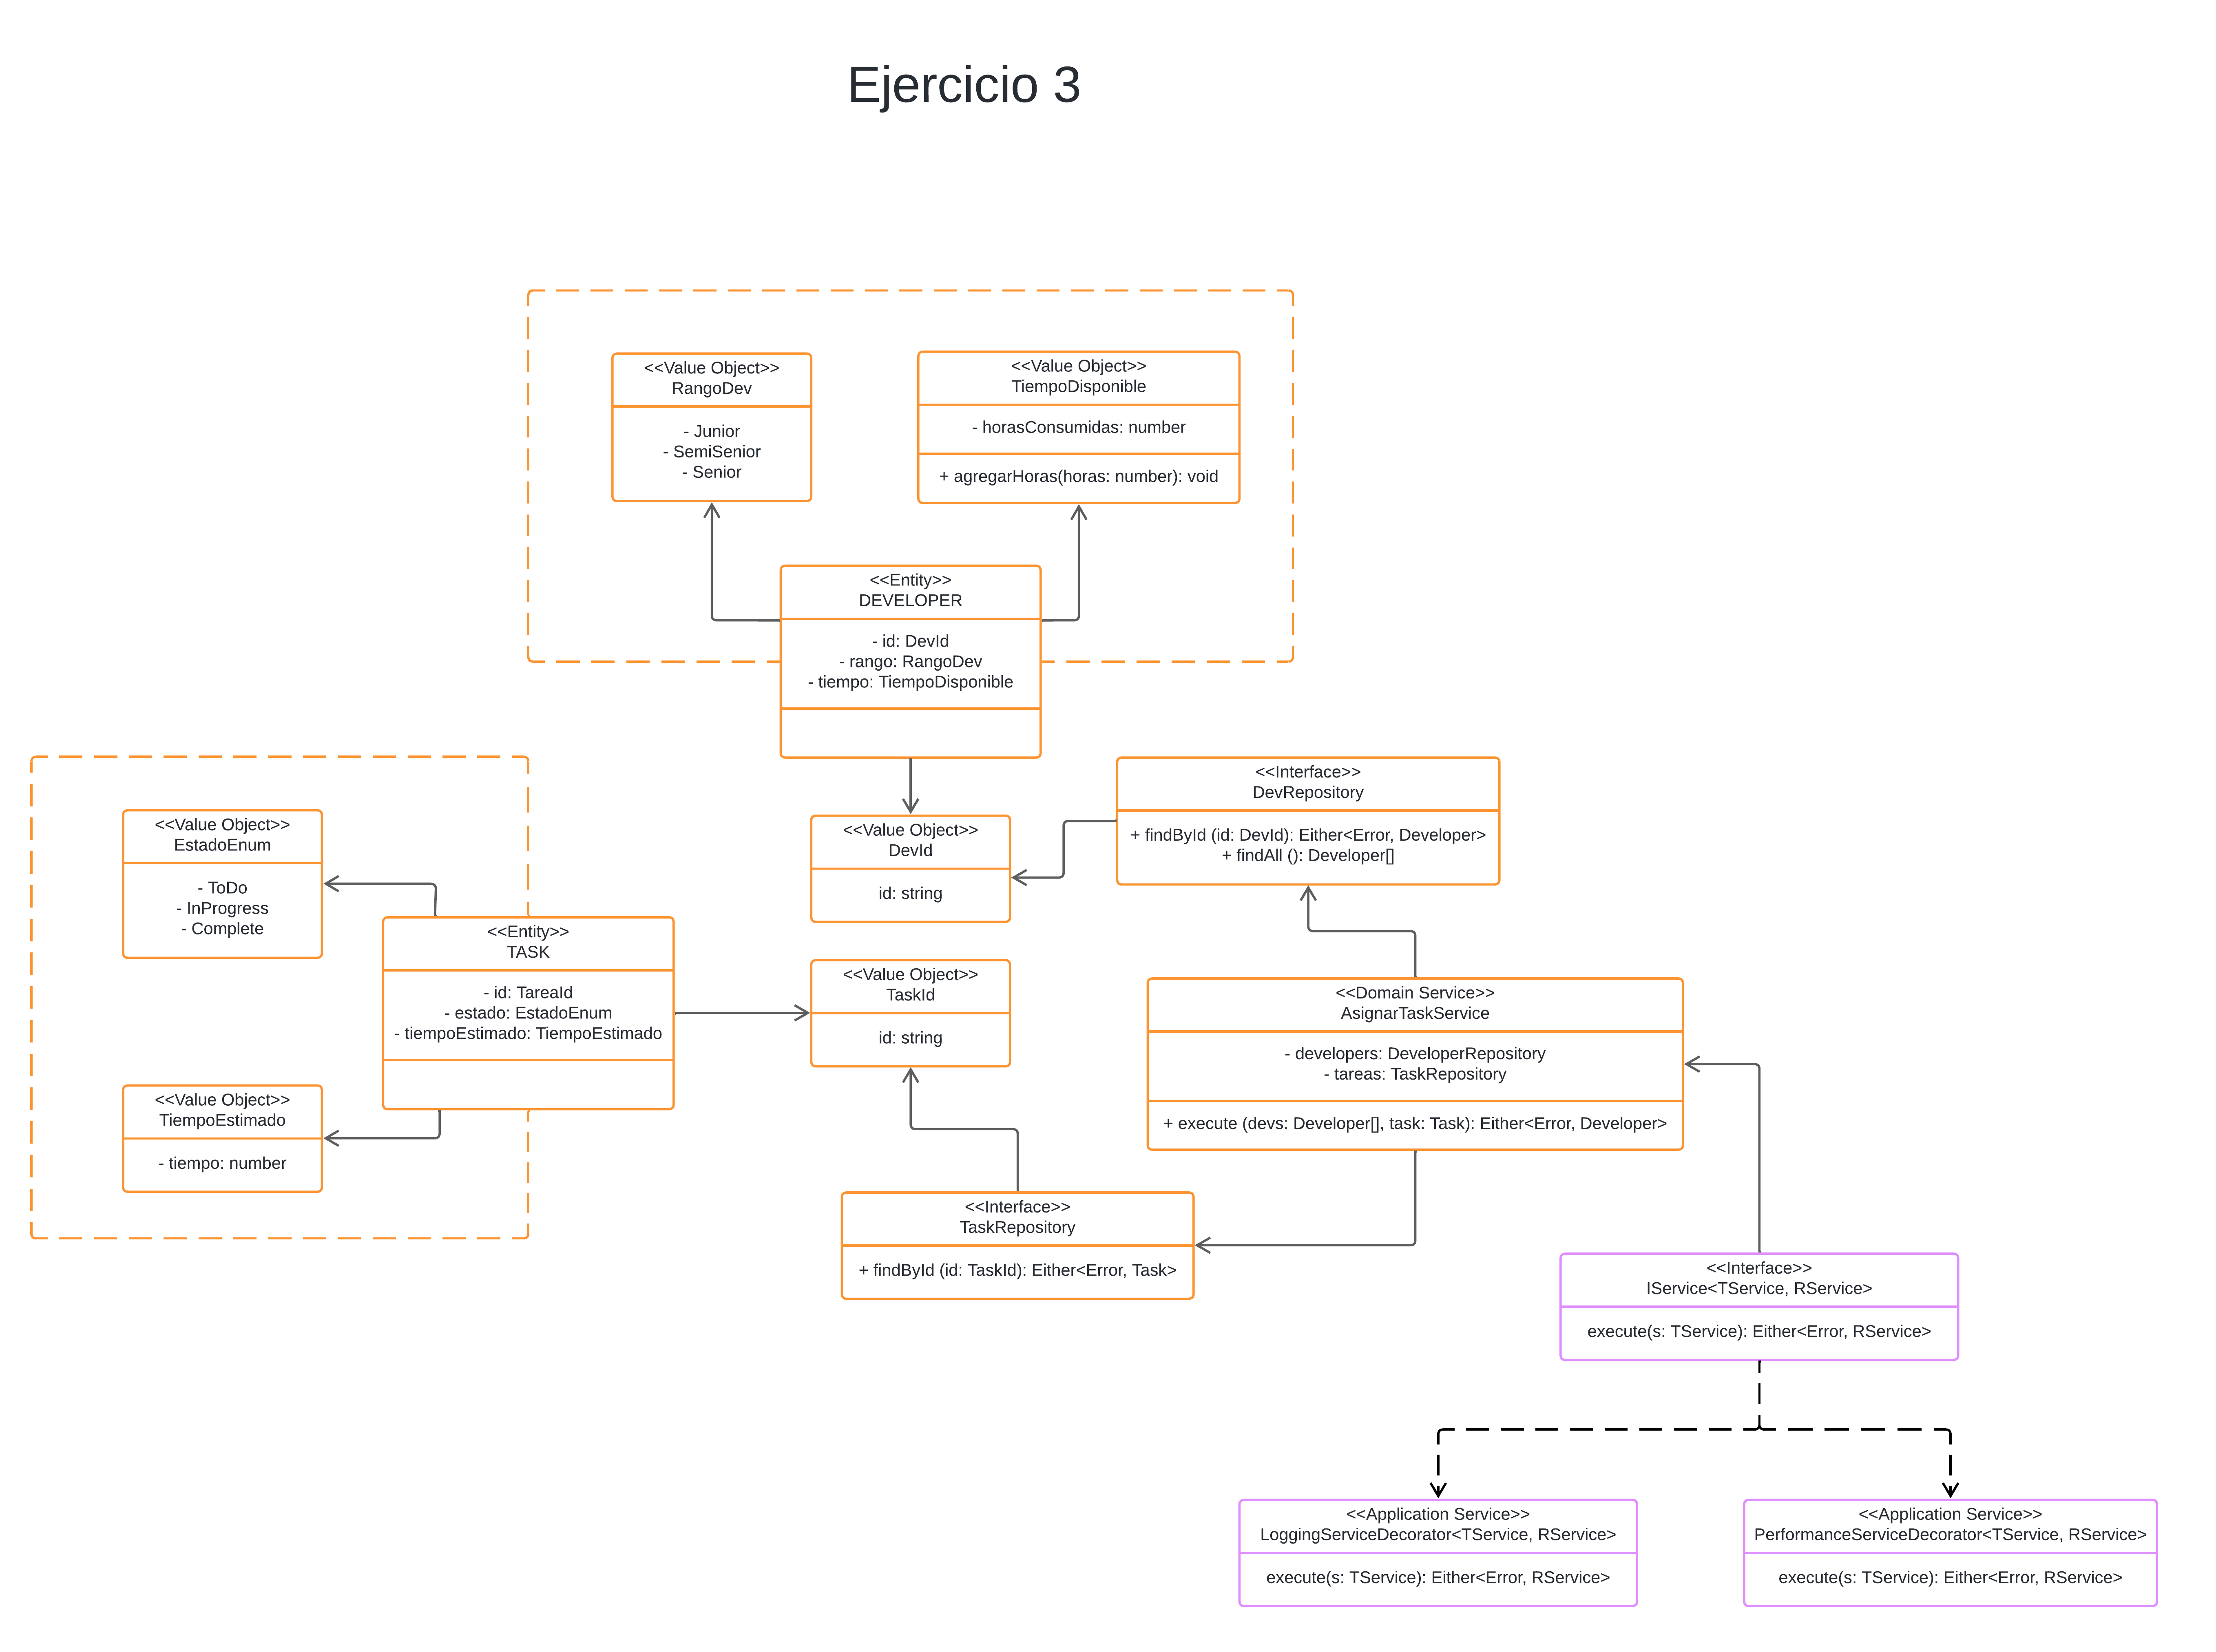 Ejercicio 3
<<Value Object>>
RangoDev
- Junior
- SemiSenior
- Senior
<<Value Object>>
TiempoDisponible
- horasConsumidas: number
+ agregarHoras(horas: number): void
<<Entity>>
DEVELOPER
- id: DevId
- rango: RangoDev
- tiempo: TiempoDisponible
<<Value Object>>
EstadoEnum
- ToDo
- InProgress
- Complete
<<Value Object>>
DevId
id: string
<<Interface>>
DevRepository
+ findById (id: DevId): Either<Error, Developer>
+ findAll (): Developer[]
<<Entity>>
TASK
- id: TareaId
- estado: EstadoEnum
- tiempoEstimado: TiempoEstimado
<<Value Object>>
TaskId
id: string
<<Domain Service>>
AsignarTaskService
- developers: DeveloperRepository
- tareas: TaskRepository
+ execute (devs: Developer[], task: Task): Either<Error, Developer>
<<Value Object>>
TiempoEstimado
- tiempo: number
<<Interface>>
TaskRepository
+ findById (id: TaskId): Either<Error, Task>
<<Interface>>
IService<TService, RService>
execute(s: TService): Either<Error, RService>
<<Application Service>>
LoggingServiceDecorator<TService, RService>
execute(s: TService): Either<Error, RService>
<<Application Service>>
PerformanceServiceDecorator<TService, RService>
execute(s: TService): Either<Error, RService>